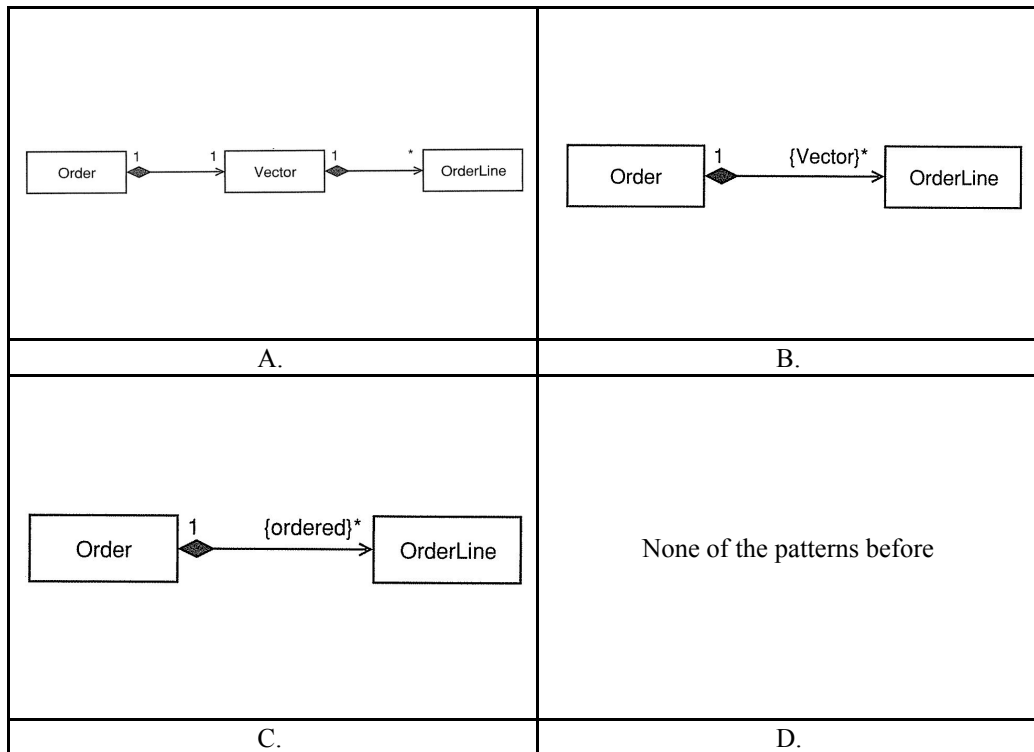 1 1 1 *
Order Vector OrderLine
1 {Vector}*
Order OrderLine
A. B.
1 {ordered}*
Order OrderLine
None of the patterns before
C. D.